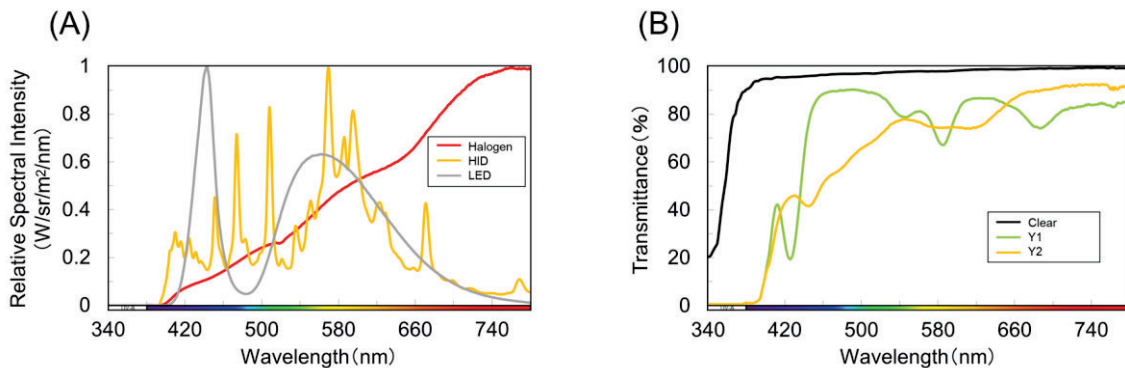 (A)
Relative Spectral Intensity
(W/sr/m2/nm)
1
0.8
0.6
0.4
0.2
0
Halogen
HID
LED
340 420 500 580 660 740
Wavelength(nm)
(B)
Transmittance(%)
100
80
60
40
20
0
Clear
Y1
Y2
340 420 500 580 660 740
Wavelength(nm)